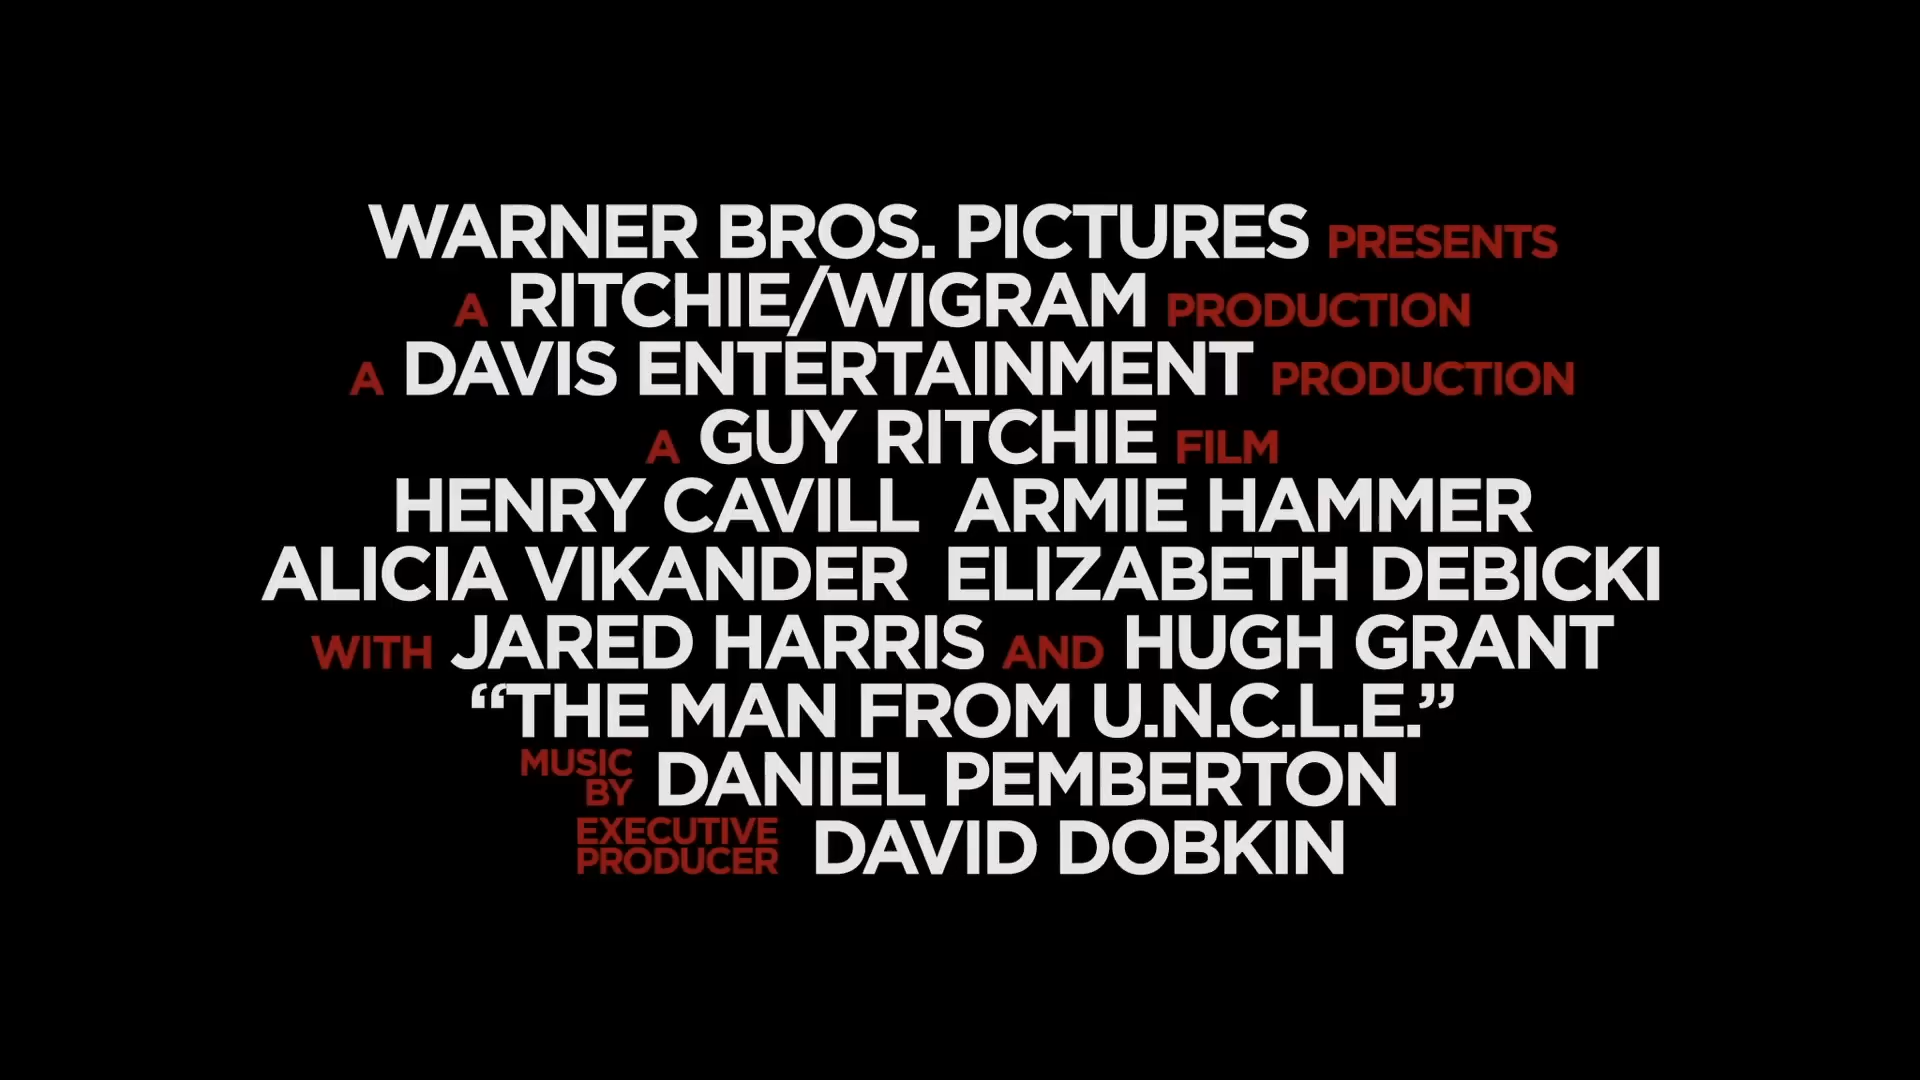 WARNER BROS. PICTURES PRESENTS
A RITCHIE/WIGRAM PRODUCTION
A DAVIS ENTERTAINMENT PRODUCTION
A GUY RITCHIE FILM
HENRY CAVILL ARMIE HAMMER
ALICIA VIKANDER ELIZABETH DEBICKI
WITH JARED HARRIS AND HUGH GRANT
“THE MAN FROM U.N.C.L.E.”
MUSIC BY DANIEL PEMBERTON
EXECUTIVE PRODUCER DAVID DOBKIN